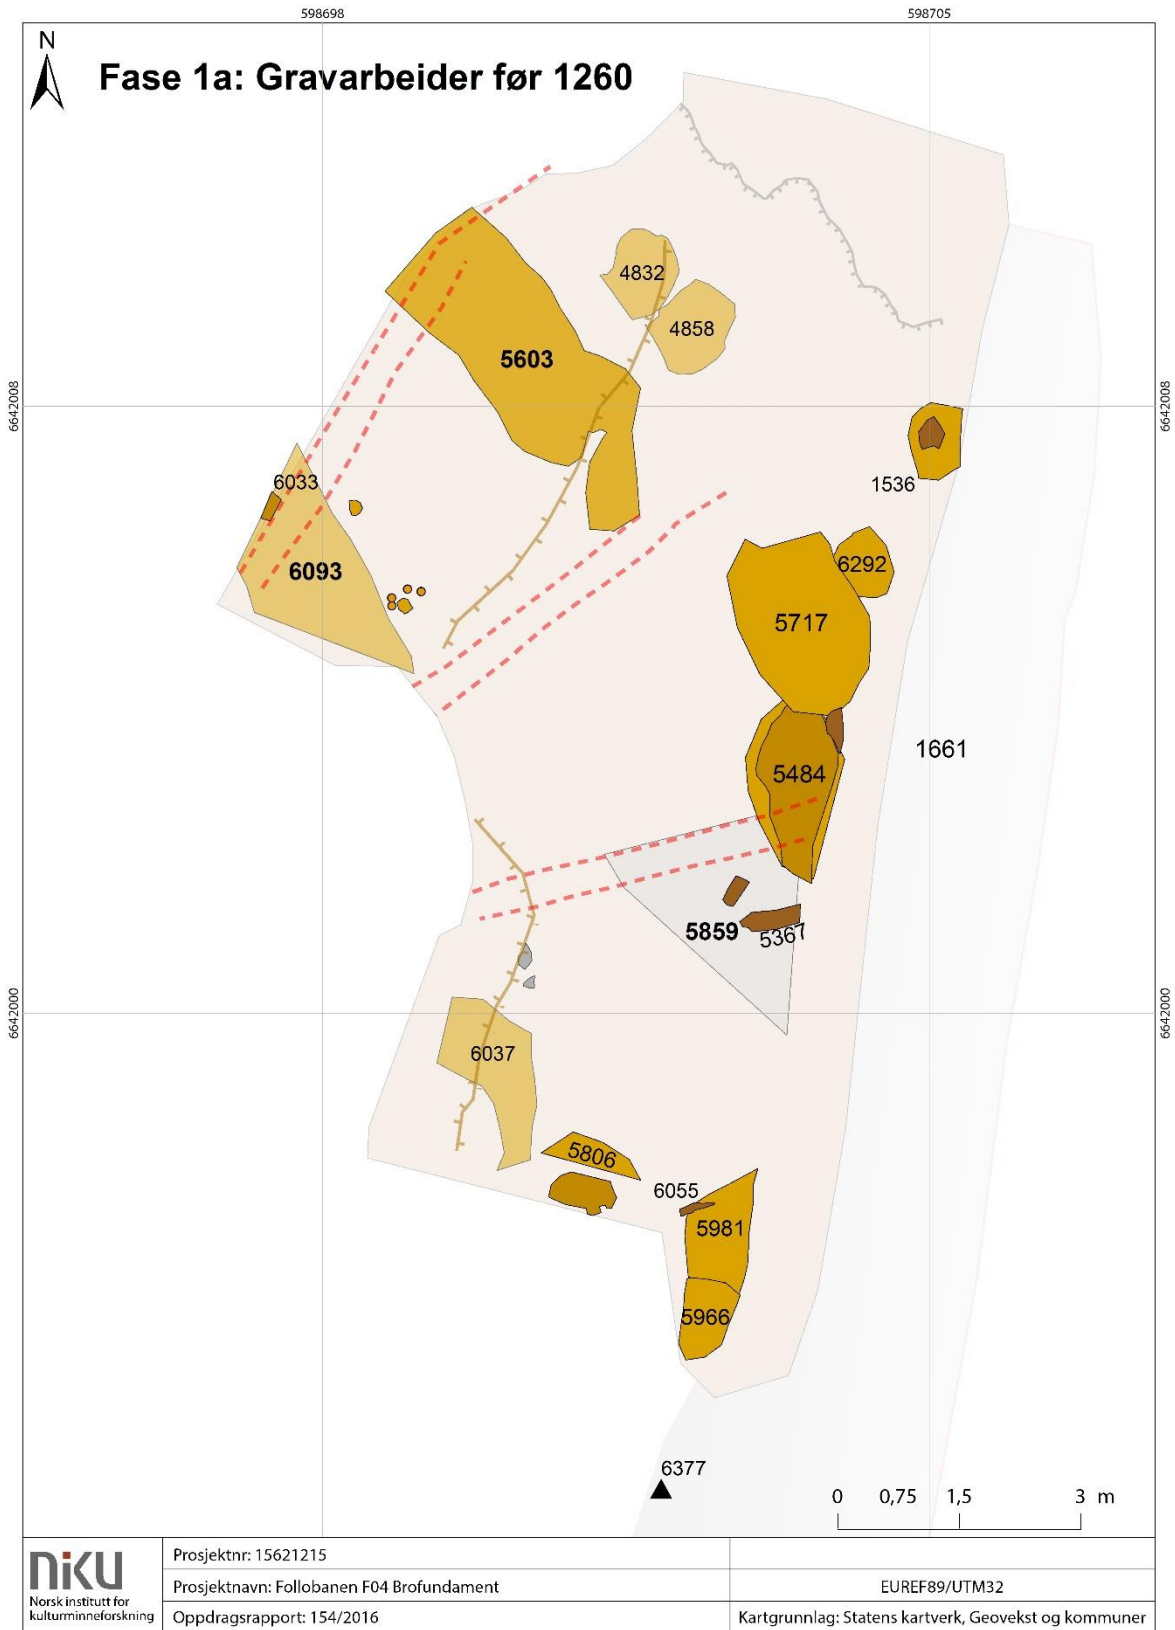 598698
598705
N
Fase 1a: Gravarbeider før 1260
4832
4858
5603
6642008
6642008
6033
1536
6093
6292
5717
1661
5484
5859
5367
6642000
6642000
6037
5806
6055
5981
5966
6377
0 0,75 1,5 3 m
niku
Norsk institutt for
kulturminneforskning
Prosjektnr: 15621215
Prosjektnavn: Follobanen F04 Brofundament
EUREF89/UTM32
Oppdragsrapport: 154/2016
Kartgrunnlag: Statens kartverk, Geovekst og kommuner